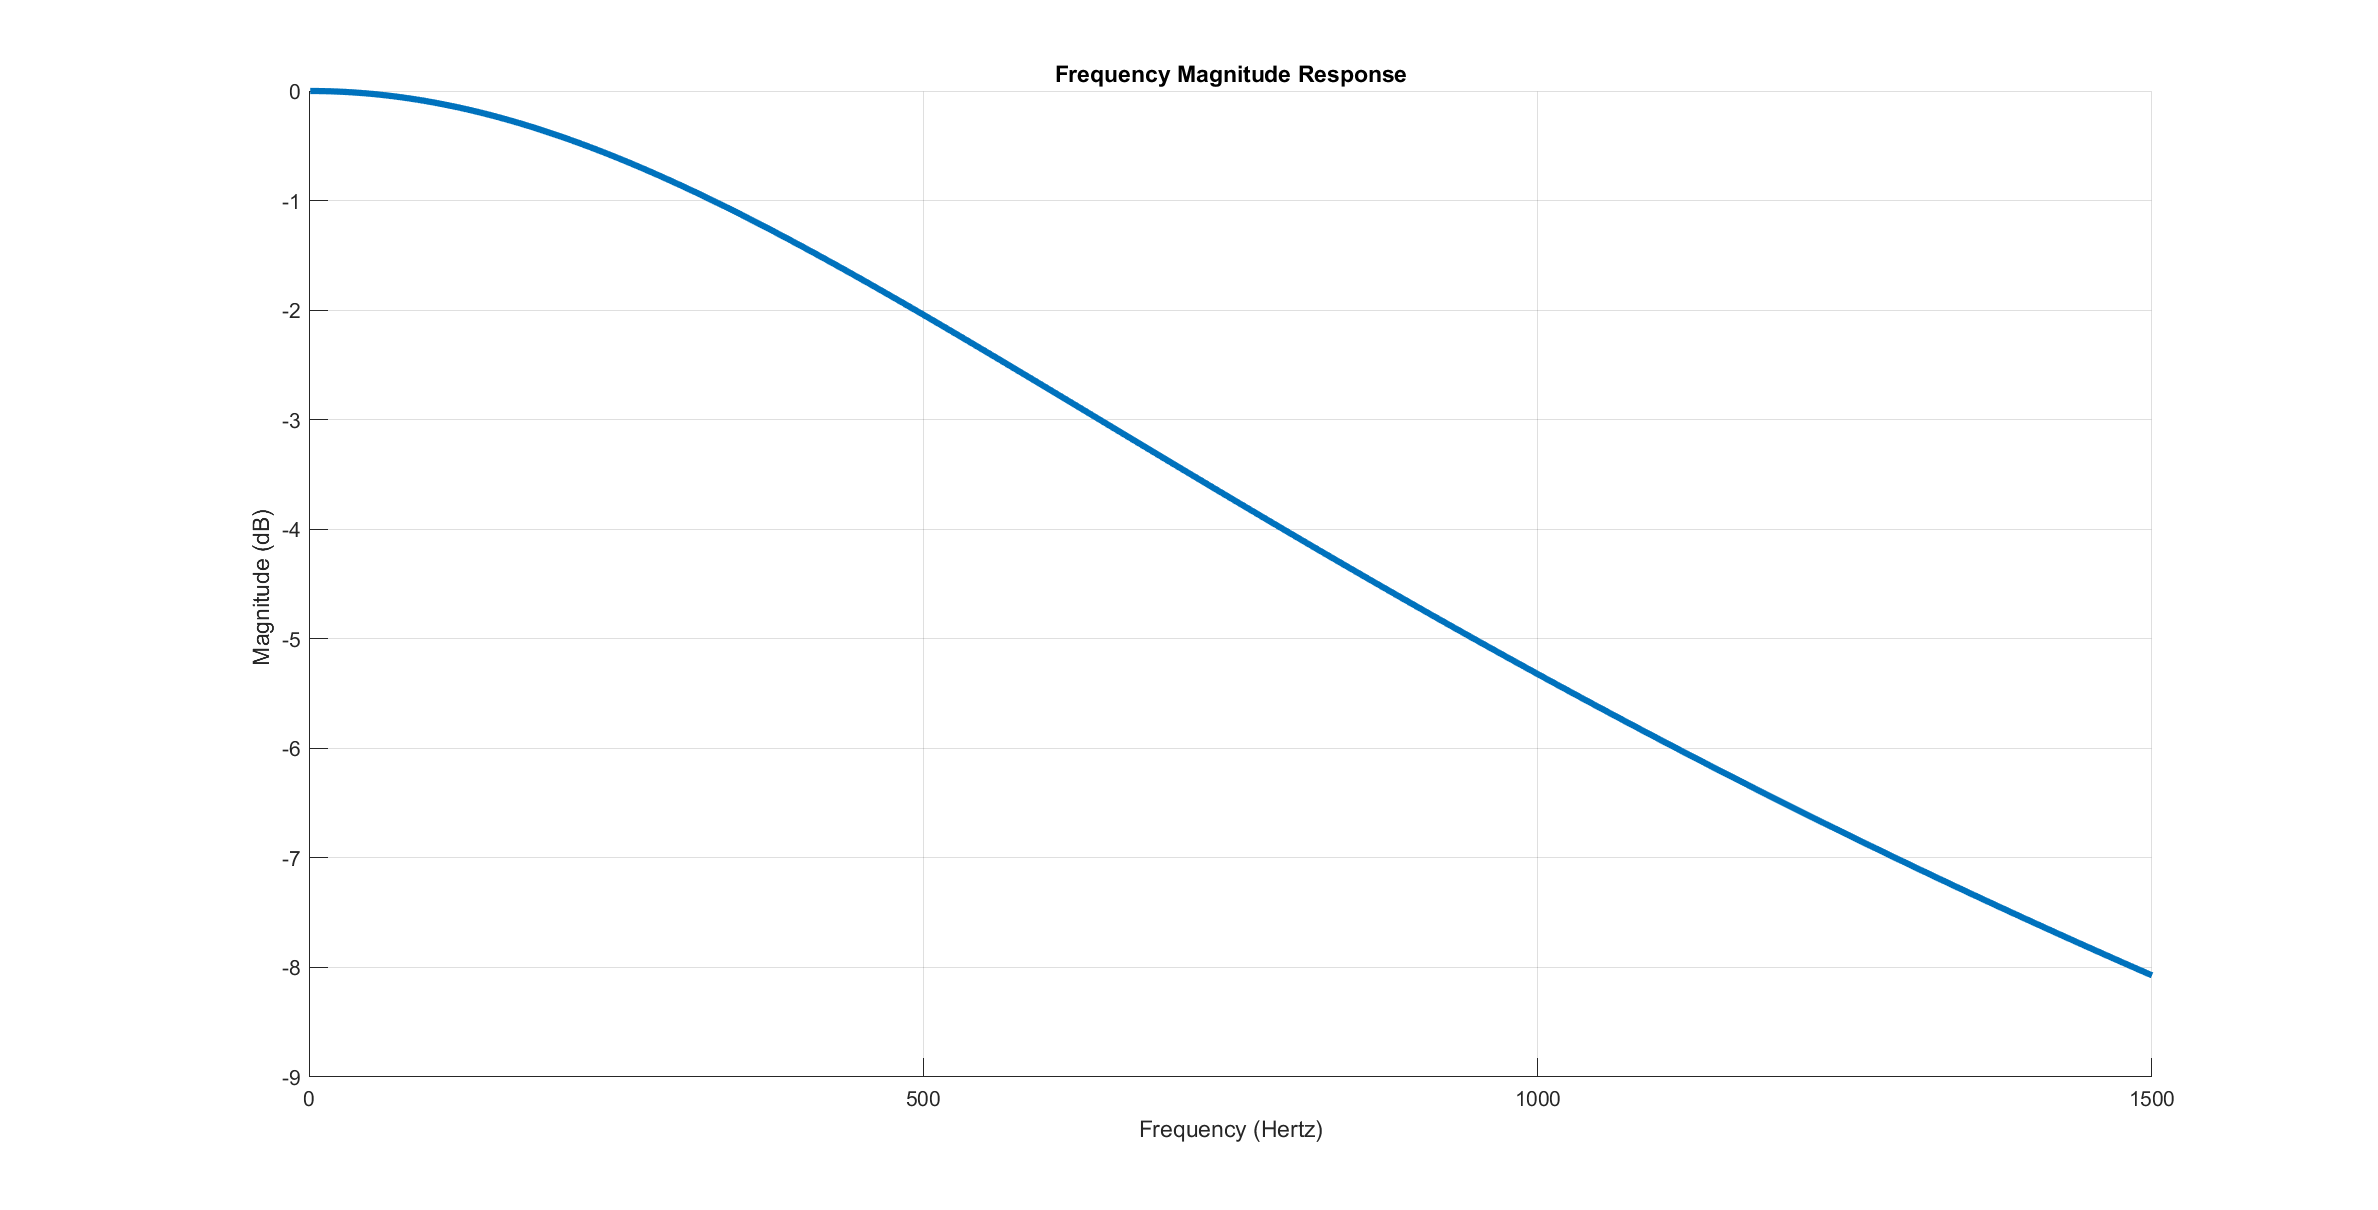 Frequency Magnitude Response
0
-1
-2
-3
-4
-5
-6
-7
-8
-9
Magnitude (dB)
0 500 1000 1500
Frequency (Hertz)